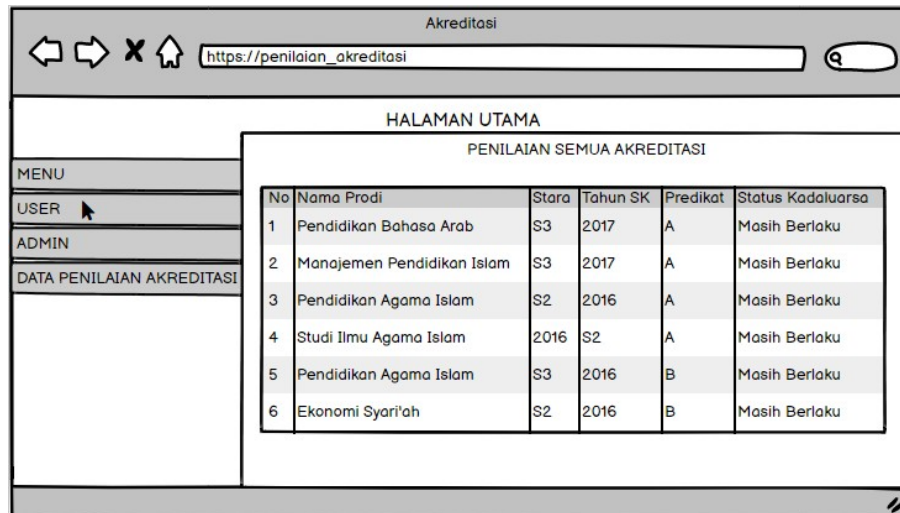 Akreditasi
https://penilaian_akreditasi
HALAMAN UTAMA
PENILAIAN SEMUA AKREDITASI
MENU
USER
ADMIN
DATA PENILAIAN AKREDITASI
No Nama Prodi Stara Tahun SK Predikat Status Kadaluarsa
1 Pendidikan Bahasa Arab S3 2017 A Masih Berlaku
2 Manajemen Pendidikan Islam S3 2017 A Masih Berlaku
3 Pendidikan Agama Islam S2 2016 A Masih Berlaku
4 Studi Ilmu Agama Islam 2016 S2 A Masih Berlaku
5 Pendidikan Agama Islam S3 2016 B Masih Berlaku
6 Ekonomi Syari'ah S2 2016 B Masih Berlaku